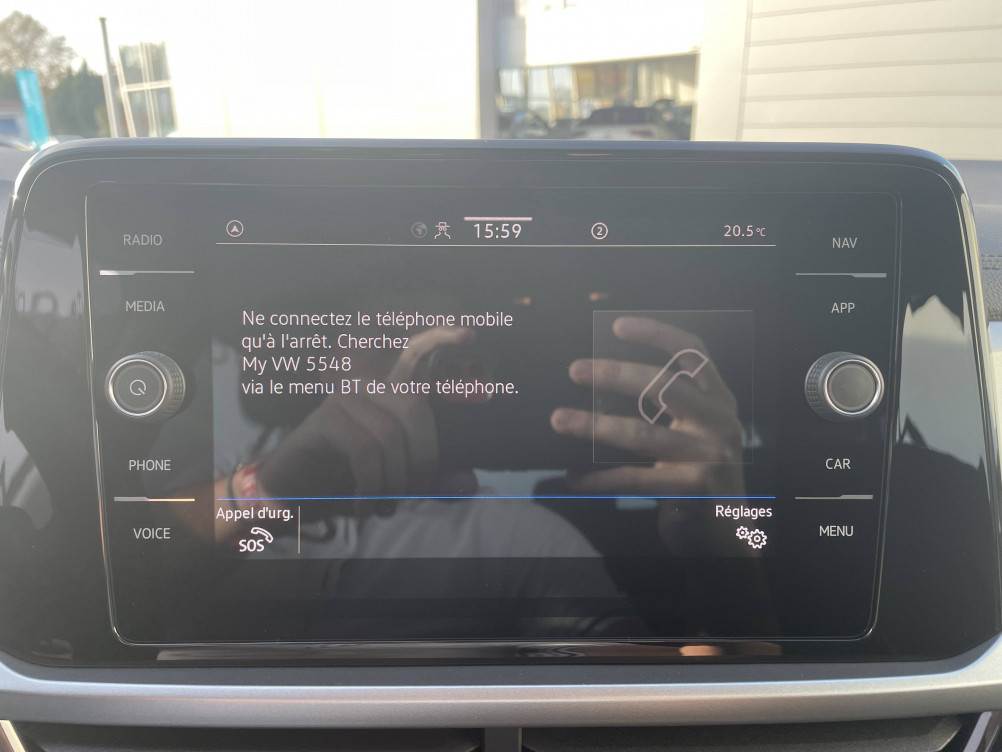 RADIO
MEDIA
PHONE
VOICE
15:59
2
20.5°C
Ne connectez le téléphone mobile
qu'à l'arrêt. Cherchez
My VW 5548
via le menu BT de votre téléphone.
Appel d'urg.
SOS
Réglages
NAV
APP
CAR
MENU